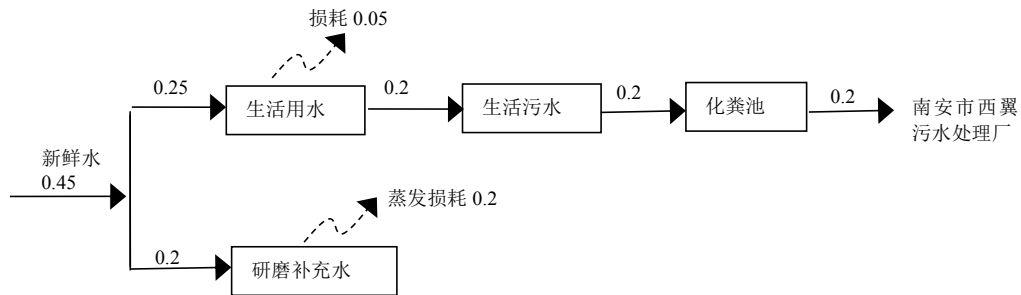 损耗 0.05
0.25
生活用水
0.2
生活污水
0.2
化粪池
0.2
南安市西翼
污水处理厂
新鲜水
0.45
蒸发损耗 0.2
0.2
研磨补充水